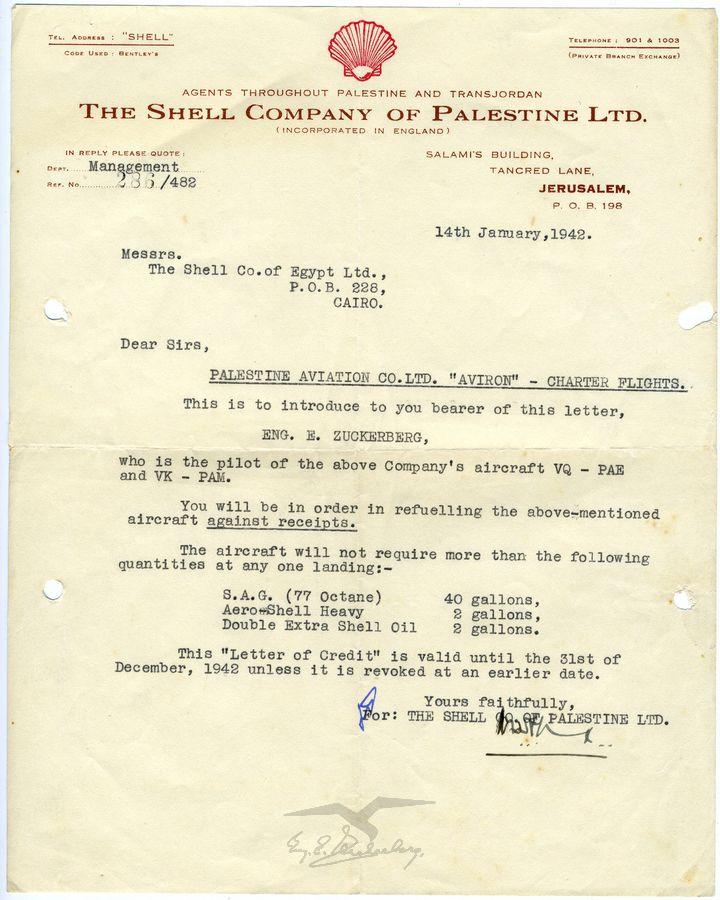 TEL. ADDRESS : "SHELL"
CODE USED : BENTLEY'S
TELEPHONE : 901 & 1003
(PRIVATE BRANCH EXCHANGE)
AGENTS THROUGHOUT PALESTINE AND TRANSJORDAN
THE SHELL COMPANY OF PALESTINE LTD.
(INCORPORATED IN ENGLAND)
IN REPLY PLEASE QUOTE :
DEPT. Management
REF. No. 286/482
SALAMI'S BUILDING,
TANCRED LANE,
JERUSALEM,
P. O. B. 198
14th January,1942.
Messrs.
The Shell Co.of Egypt Ltd.,
P.O.B. 228,
CAIRO.
Dear Sirs,
PALESTINE AVIATION CO.LTD. "AVIRON" - CHARTER FLIGHTS.
This is to introduce to you bearer of this letter,
ENG. E. ZUCKERBERG,
who is the pilot of the above Company's aircraft VQ - PAE
and VK - PAM.
You will be in order in refuelling the above-mentioned
aircraft against receipts.
The aircraft will not require more than the following
quantities at any one landing:-
S.A.G. (77 Octane) 40 gallons,
Aero-Shell Heavy 2 gallons,
Double Extra Shell Oil 2 gallons.
This "Letter of Credit" is valid until the 31st of
December, 1942 unless it is revoked at an earlier date.
Yours faithfully,
For: THE SHELL CO.OF PALESTINE LTD.
Eng. E. Zuckerberg.